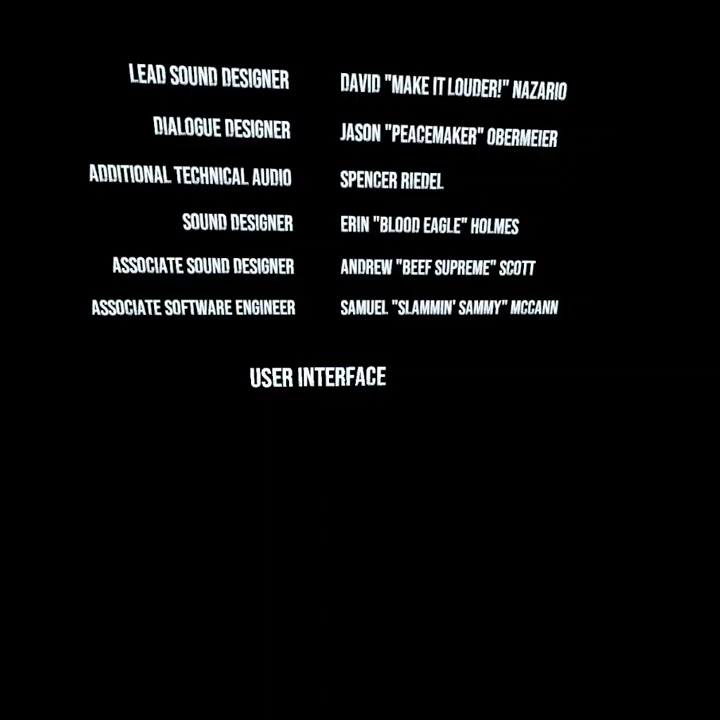 LEAD SOUND DESIGNER DAVID "MAKE IT LOUDER!" NAZARIO
DIALOGUE DESIGNER JASON "PEACEMAKER" OBERMEIER
ADDITIONAL TECHNICAL AUDIO SPENCER RIEDEL
SOUND DESIGNER ERIN "BLOOD EAGLE" HOLMES
ASSOCIATE SOUND DESIGNER ANDREW "BEEF SUPREME" SCOTT
ASSOCIATE SOFTWARE ENGINEER SAMUEL "SLAMMIN' SAMMY" MCCANN
USER INTERFACE